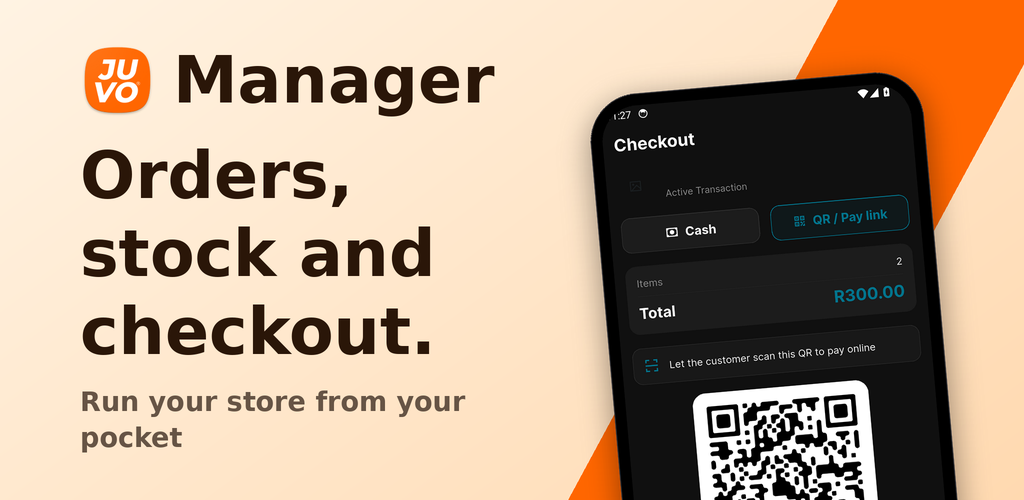 JU
VO
Manager
Orders,
stock and
checkout.
Run your store from your
pocket
1:27
Checkout
Active Transaction
Cash
QR / Pay link
Items
2
Total
R300.00
Let the customer scan this QR to pay online